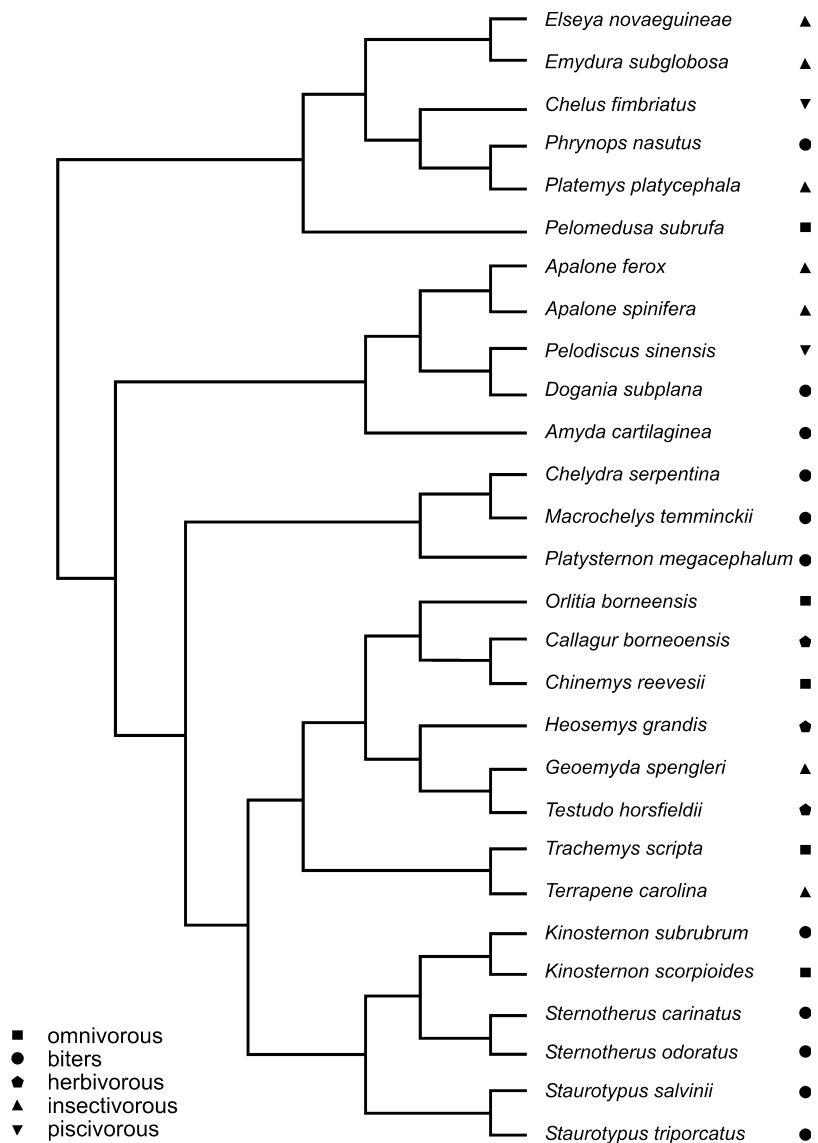 Elseya novaeguineae
Emydura subglobosa
Chelus fimbriatus
Phrynops nasutus
Platemys platycephala
Pelomedusa subrufa
Apalone ferox
Apalone spinifera
Pelodiscus sinensis
Dogania subplana
Amyda cartilaginea
Chelydra serpentina
Macrochelys temminckii
Platysternon megacephalum
Orlitia borneensis
Callagur borneoensis
Chinemys reevesii
Heosemys grandis
Geoemyda spengleri
Testudo horsfieldii
Trachemys scripta
Terrapene carolina
Kinosternon subrubrum
Kinosternon scorpioides
Sternotherus carinatus
Sternotherus odoratus
Staurotypus salvinii
Staurotypus triporcatus
omnivorous
biters
herbivorous
insectivorous
piscivorous